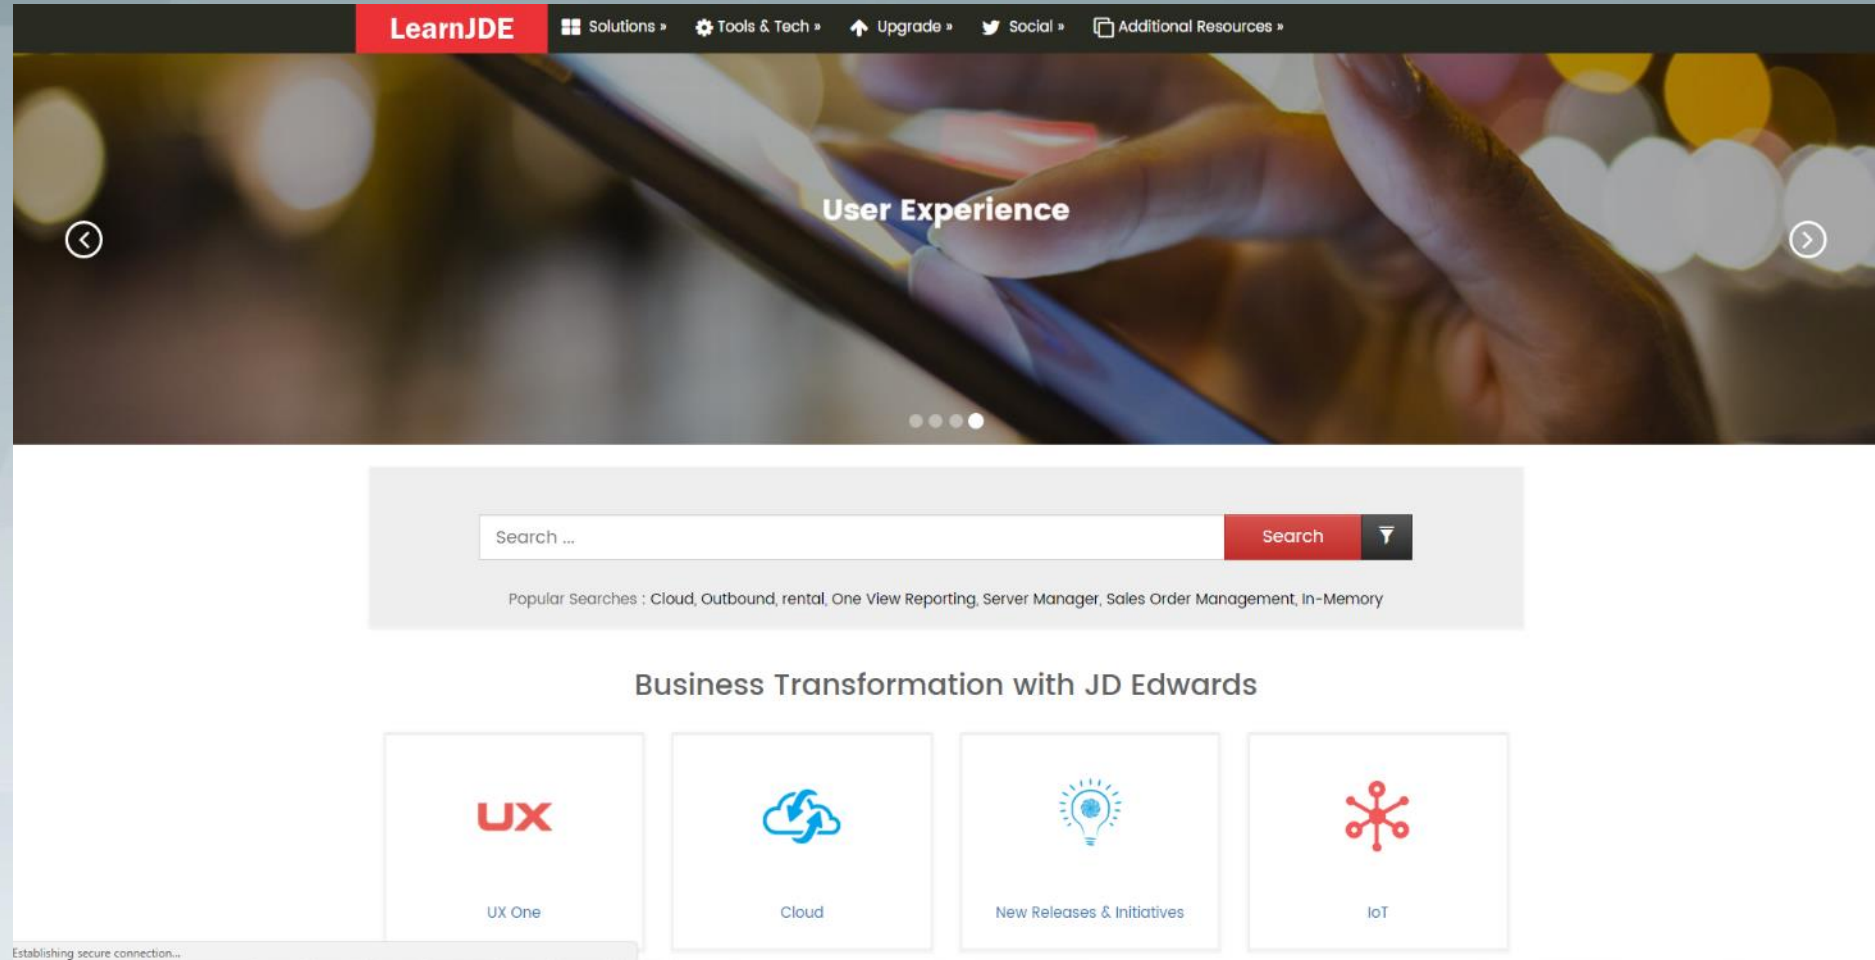 LearnJDE Solutions » Tools & Tech » Upgrade » Social » Additional Resources »
User Experience
Search ... Search
Popular Searches : Cloud, Outbound, rental, One View Reporting, Server Manager, Sales Order Management, In-Memory
Business Transformation with JD Edwards
UX
UX One Cloud New Releases & Initiatives IoT
Establishing secure connection...